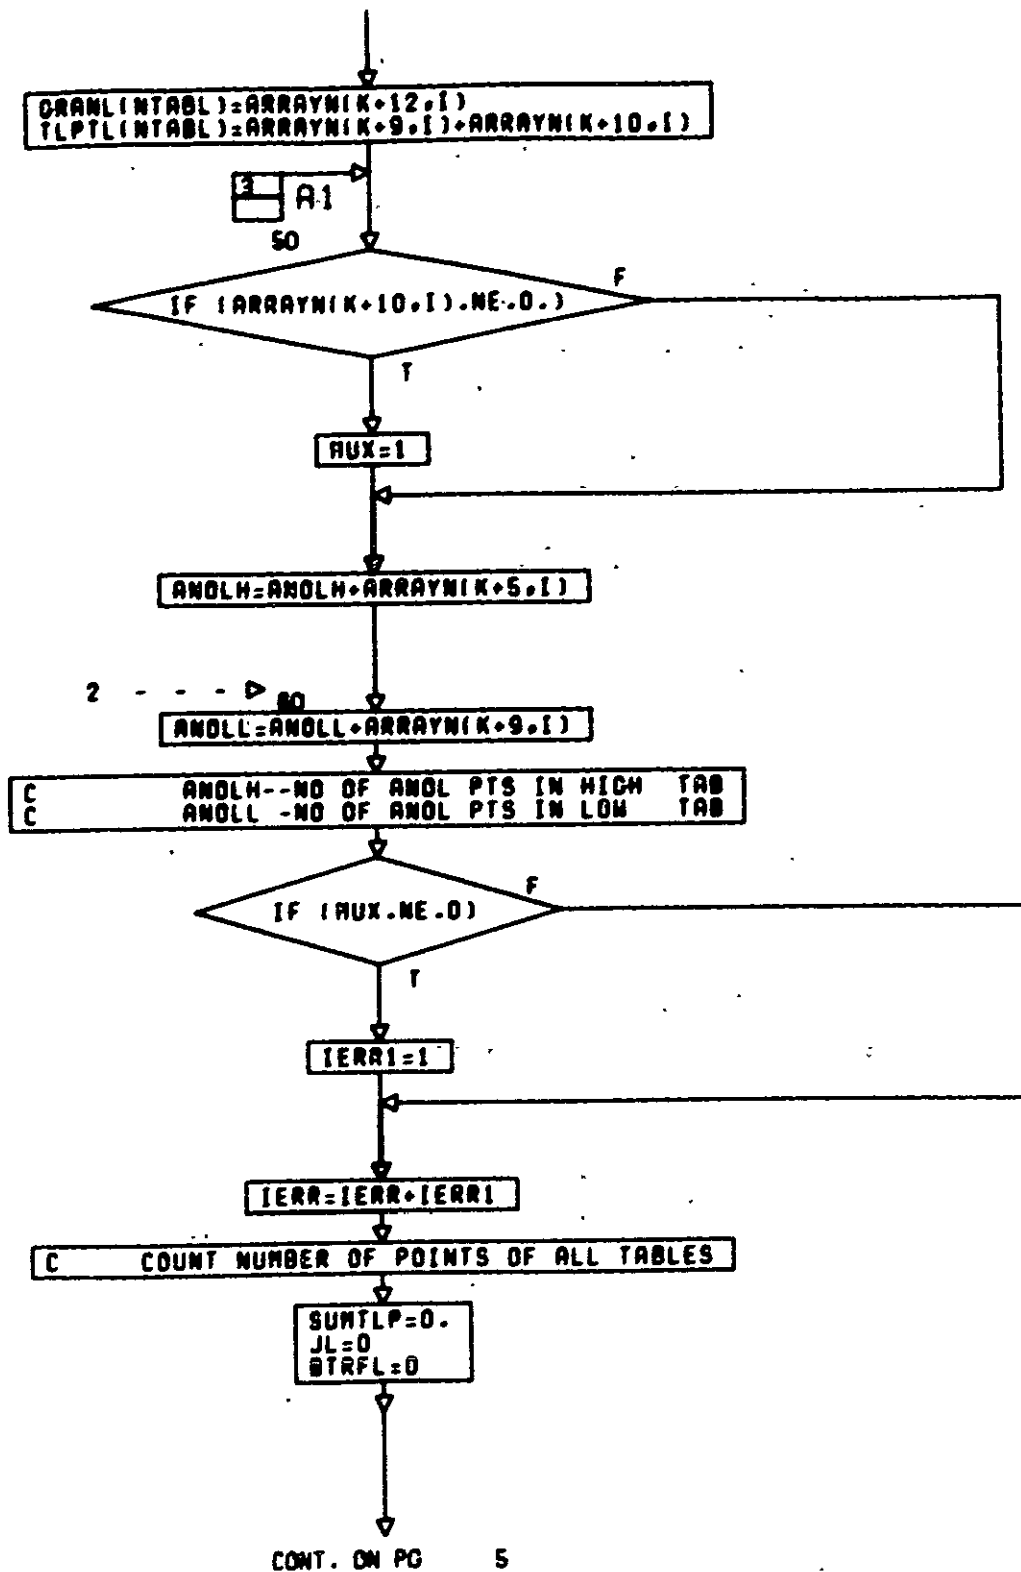 GRANL(NTABL)=ARRAYN(K+12,I)
TLPTL(NTABL)=ARRAYN(K+9,I)+ARRAYN(K+10,I)
3
A1
50
IF (ARRAYN(K+10,I).NE.0.)
F
T
AUX=1
ANOLH=ANOLH+ARRAYN(K+5,I)
2 - - -
60
ANOLL=ANOLL+ARRAYN(K+9,I)
C ANOLH--NO OF ANOL PTS IN HIGH TAB
C ANOLL -NO OF ANOL PTS IN LOW TAB
IF (AUX.NE.0)
F
T
IERR1=1
IERR=IERR+IERR1
C COUNT NUMBER OF POINTS OF ALL TABLES
SUMTLP=0.
JL=0
BTRFL=0
CONT. ON PG 5